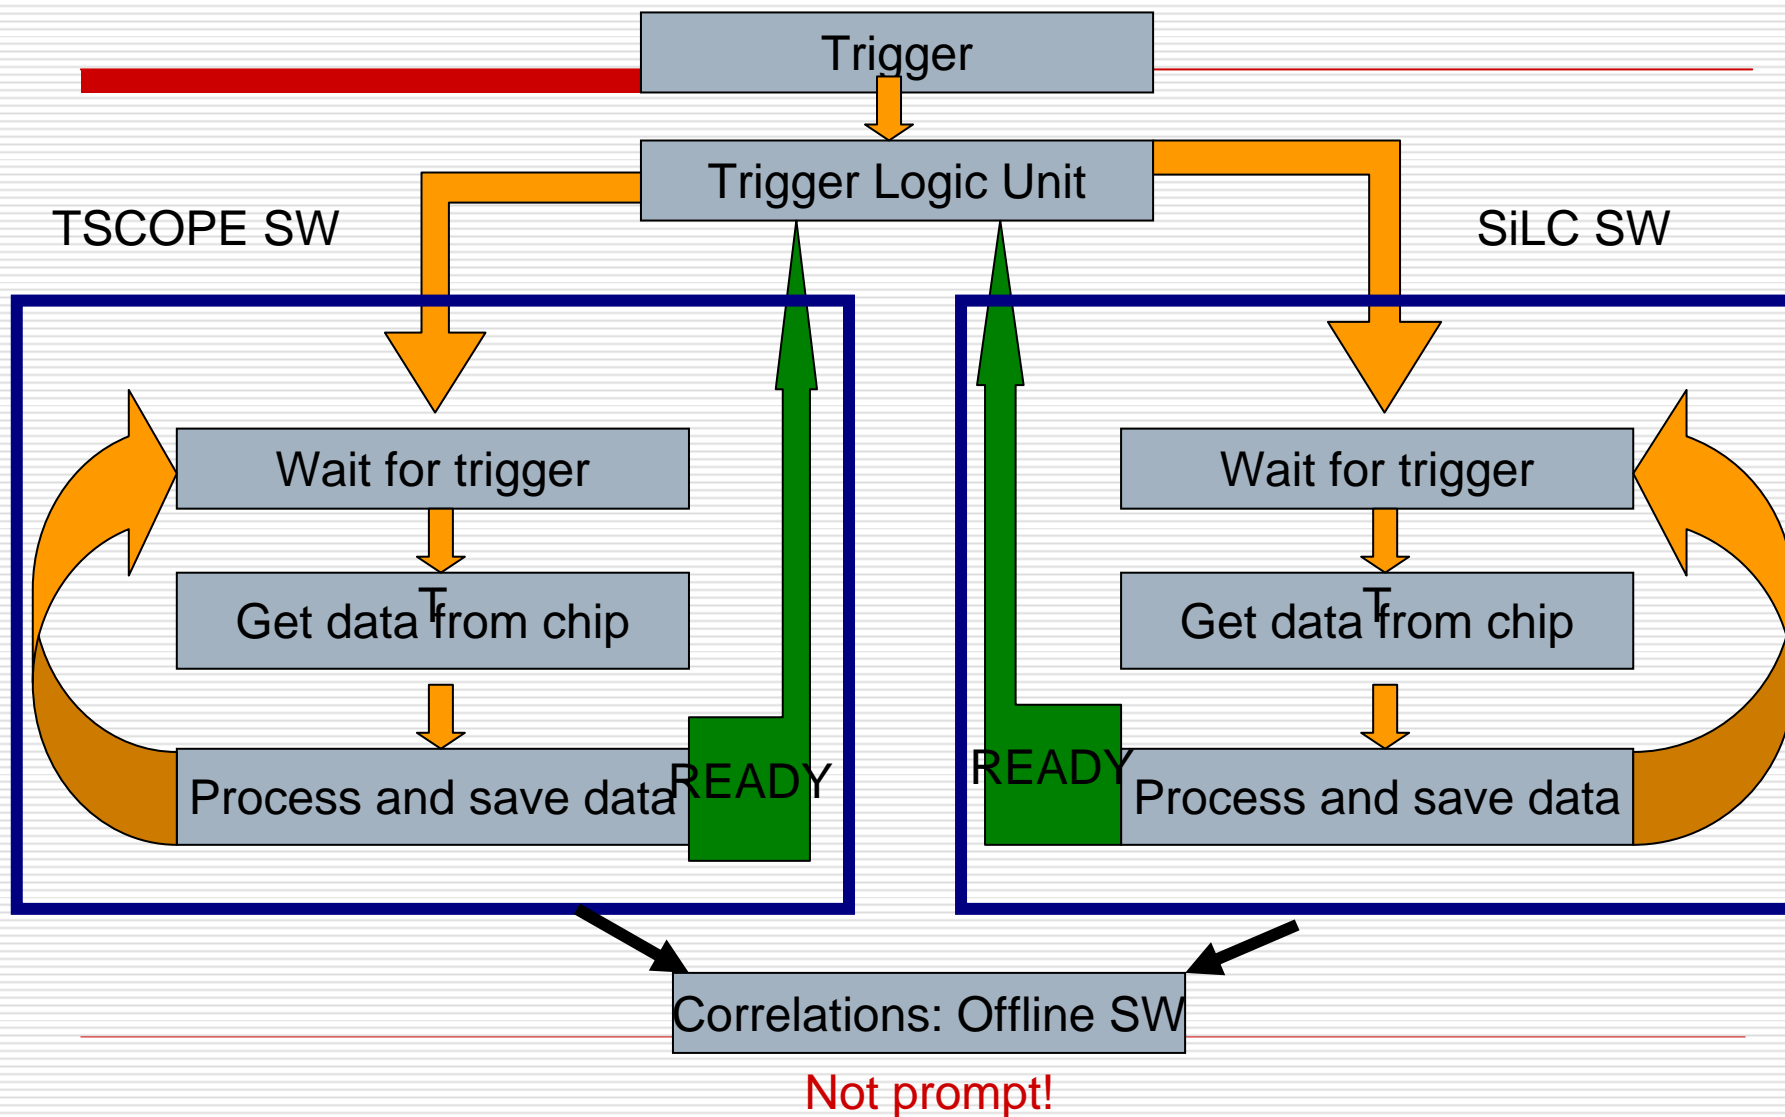 Trigger
Trigger Logic Unit
TSCOPE SW
SiLC SW
Wait for trigger
Wait for trigger
T
Get data from chip
T
Get data from chip
READY
READY
Process and save data
Process and save data
Correlations: Offline SW
Not prompt!